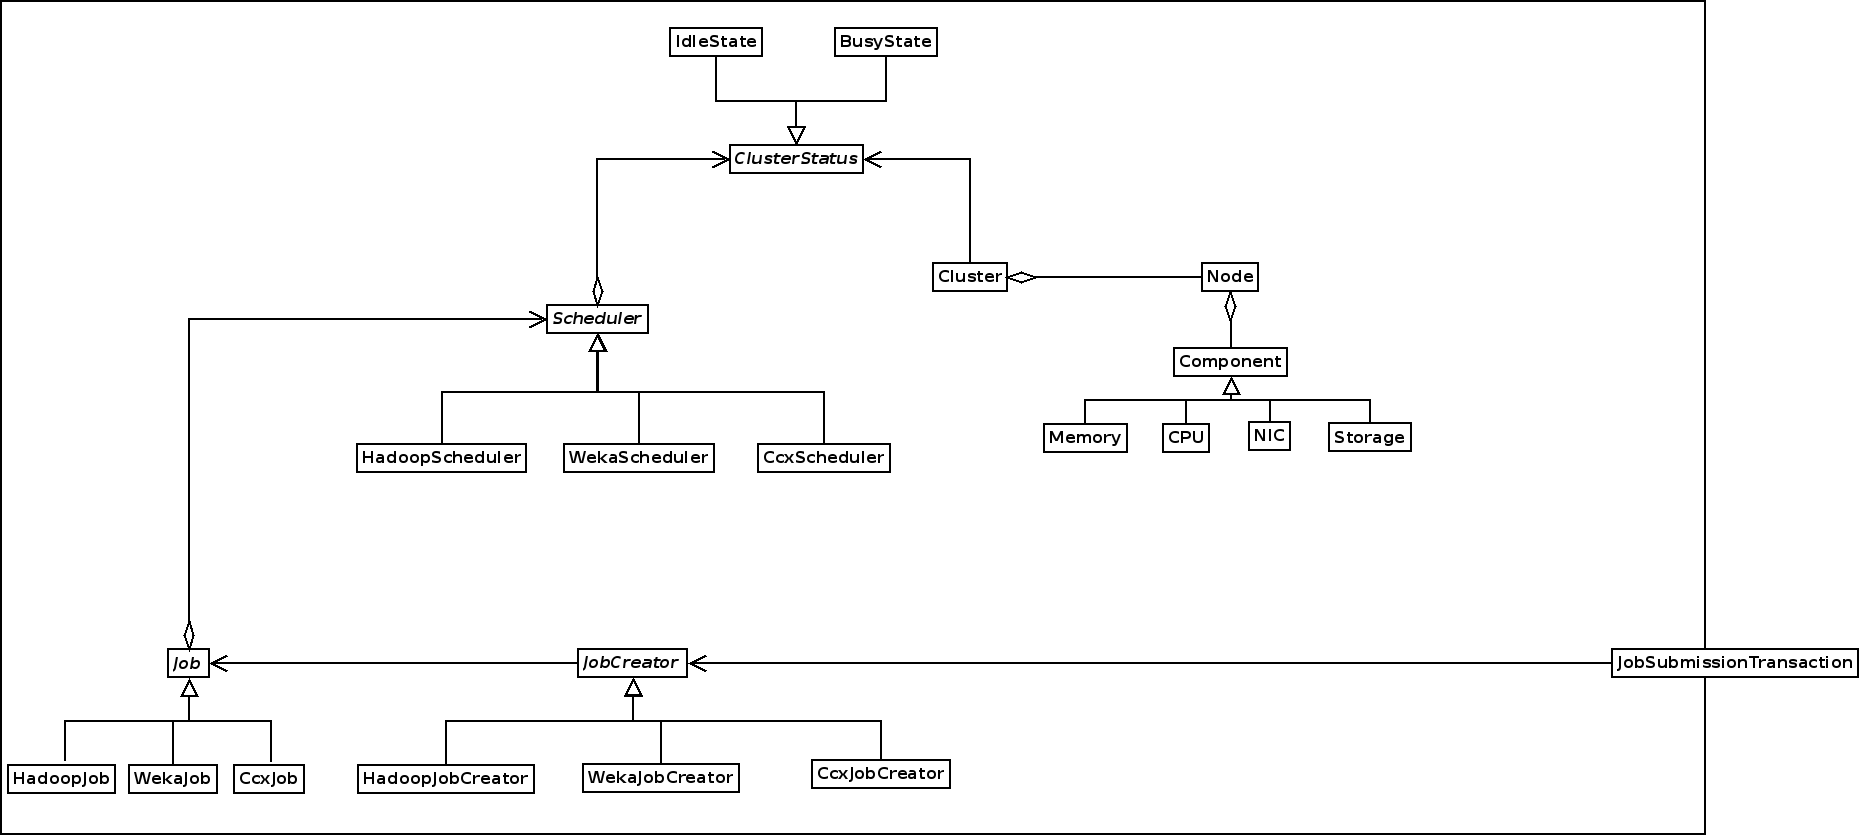 IdleState
BusyState
ClusterStatus
Cluster
Node
Scheduler
Component
HadoopScheduler
WekaScheduler
CcxScheduler
Memory
CPU
NIC
Storage
Job
JobCreator
JobSubmissionTransaction
HadoopJob
WekaJob
CcxJob
HadoopJobCreator
WekaJobCreator
CcxJobCreator